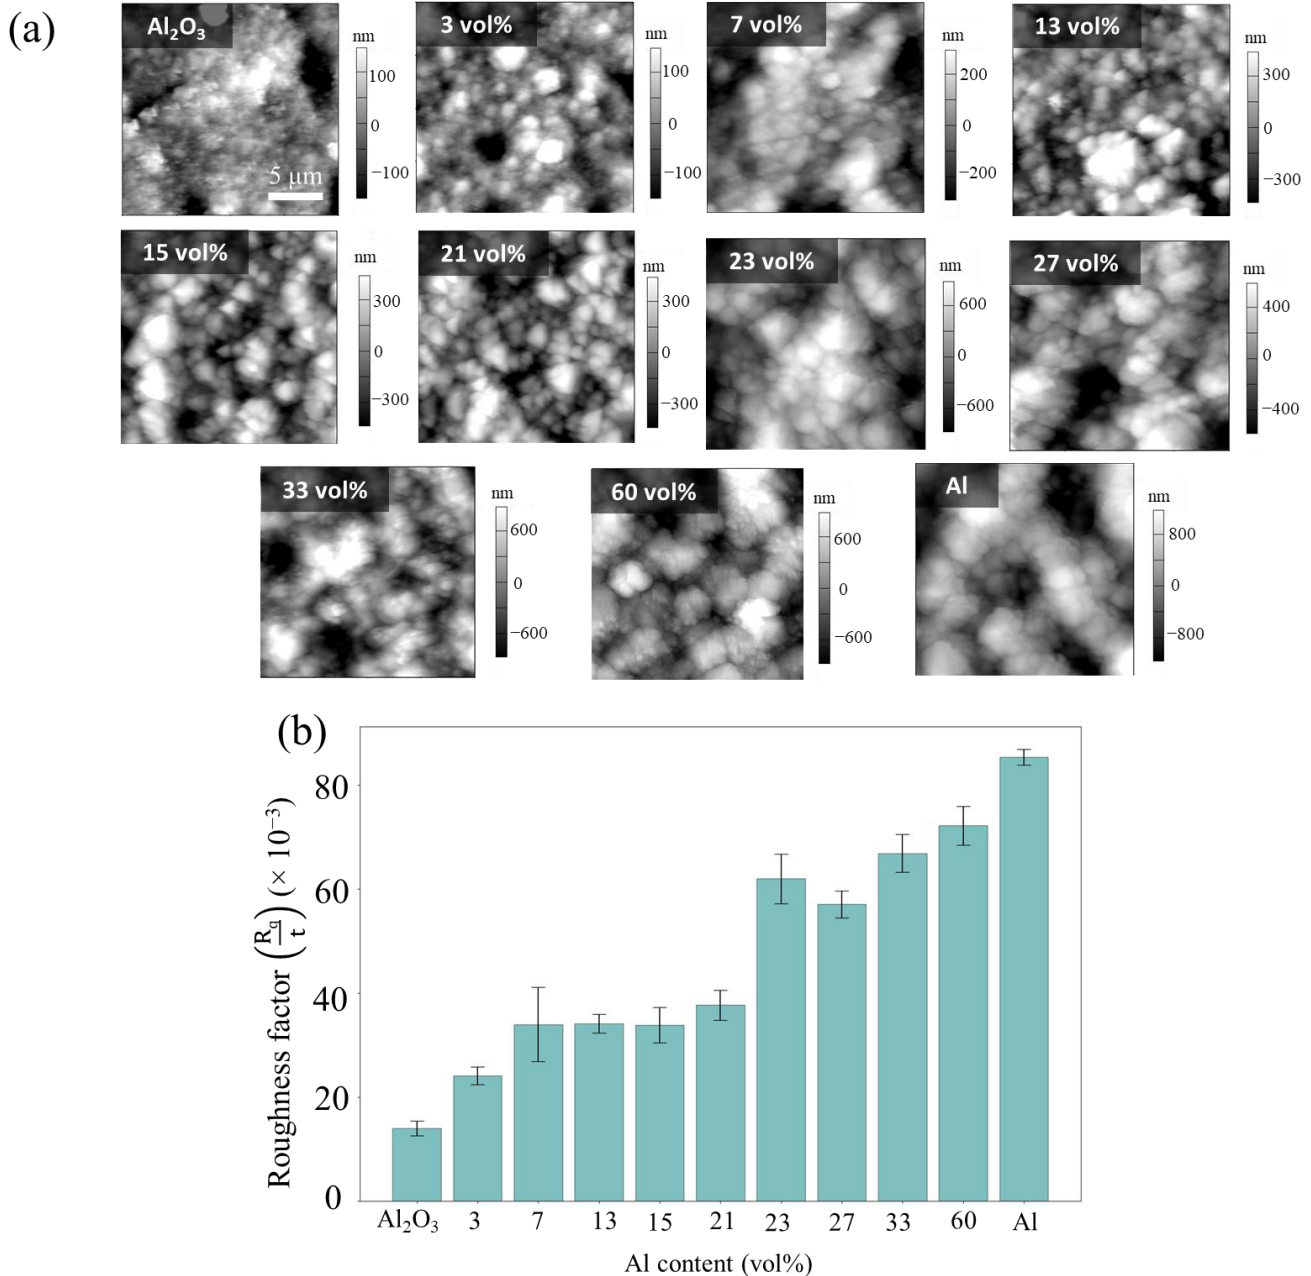 (a)
Al₂O₃
nm
100
0
−100
5 μm
3 vol%
nm
100
0
−100
7 vol%
nm
200
0
−200
13 vol%
nm
300
0
−300
15 vol%
nm
300
0
−300
21 vol%
nm
300
0
−300
23 vol%
nm
600
0
−600
27 vol%
nm
400
0
−400
33 vol%
nm
600
0
−600
60 vol%
nm
600
0
−600
Al
nm
800
0
−800
(b)
Roughness factor (R_q/t) (× 10⁻³)
80
60
40
20
0
Al₂O₃ 3 7 13 15 21 23 27 33 60 Al
Al content (vol%)